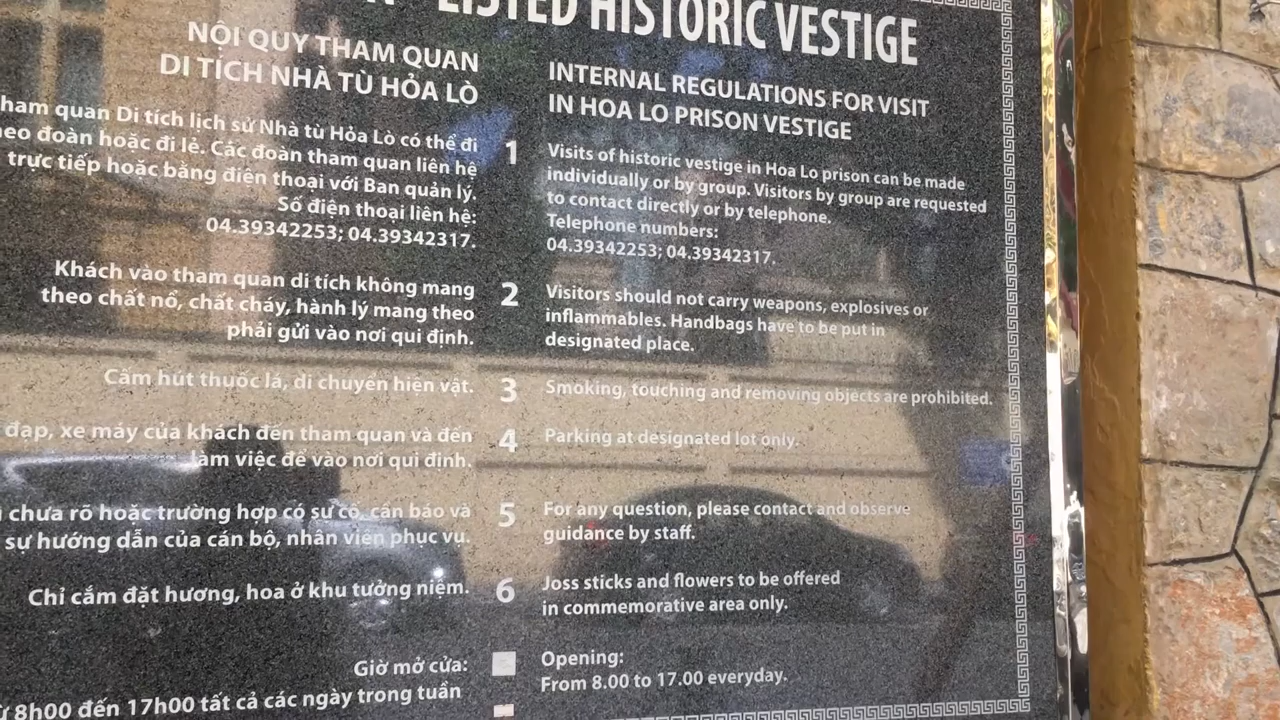 LISTED HISTORIC VESTIGE
NỘI QUY THAM QUAN
DI TÍCH NHÀ TÙ HỎA LÒ
tham quan Di tích lịch sử Nhà tù Hỏa Lò có thể đi
theo đoàn hoặc đi lẻ. Các đoàn tham quan liên hệ
trực tiếp hoặc bằng điện thoại với Ban quản lý.
Số điện thoại liên hệ:
04.39342253; 04.39342317.
Khách vào tham quan di tích không mang
theo chất nổ, chất cháy, hành lý mang theo
phải gửi vào nơi qui định.
Cấm hút thuốc lá, di chuyển hiện vật.
đạp, xe máy của khách đến tham quan và đến
làm việc để vào nơi qui định.
chưa rõ hoặc trường hợp có sự cố, cán báo và
sự hướng dẫn của cán bộ, nhân viên phục vụ.
Chỉ cắm đặt hương, hoa ở khu tưởng niệm.
Giờ mở cửa:
8h00 đến 17h00 tất cả các ngày trong tuần
INTERNAL REGULATIONS FOR VISIT
IN HOA LO PRISON VESTIGE
1 Visits of historic vestige in Hoa Lo prison can be made
individually or by group. Visitors by group are requested
to contact directly or by telephone.
Telephone numbers:
04.39342253; 04.39342317.
2 Visitors should not carry weapons, explosives or
inflammables. Handbags have to be put in
designated place.
3 Smoking, touching and removing objects are prohibited.
4 Parking at designated lot only.
5 For any question, please contact and observe
guidance by staff.
6 Joss sticks and flowers to be offered
in commemorative area only.
Opening:
From 8.00 to 17.00 everyday.